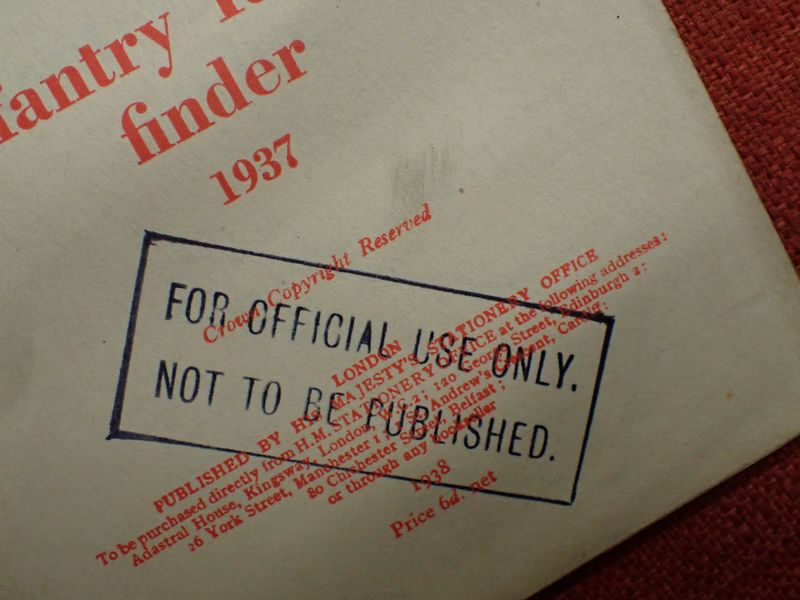 fantry
finder
1937
Crown Copyright Reserved
FOR OFFICIAL USE ONLY.
NOT TO BE PUBLISHED.
LONDON
PUBLISHED BY HIS MAJESTY'S STATIONERY OFFICE
To be purchased directly from H.M. STATIONERY OFFICE at the following addresses:
Adastral House, Kingsway, London, W.C.2; 120 George Street, Edinburgh 2;
26 York Street, Manchester 1; St. Andrew's Crescent, Cardiff;
80 Chichester Street, Belfast;
or through any
1938
Price 6d. net